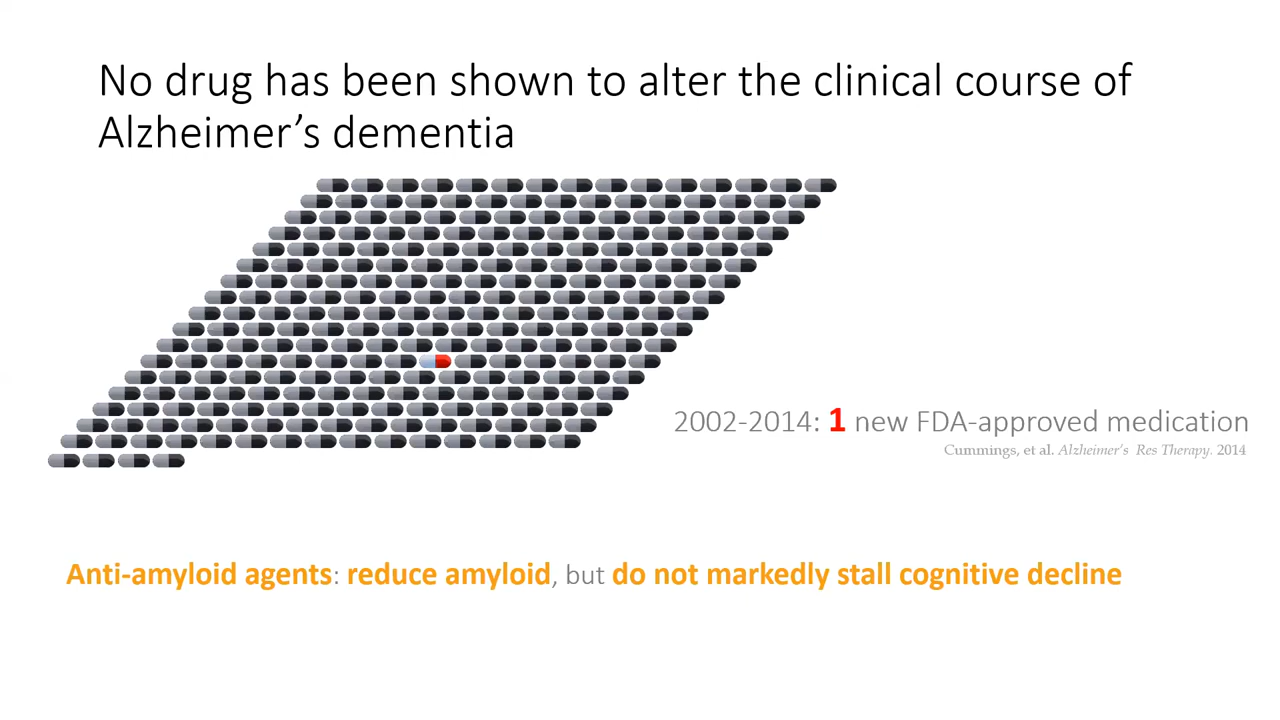 No drug has been shown to alter the clinical course of
Alzheimer’s dementia
2002-2014: 1 new FDA-approved medication
Cummings, et al. Alzheimer’s Res Therapy. 2014
Anti-amyloid agents: reduce amyloid, but do not markedly stall cognitive decline